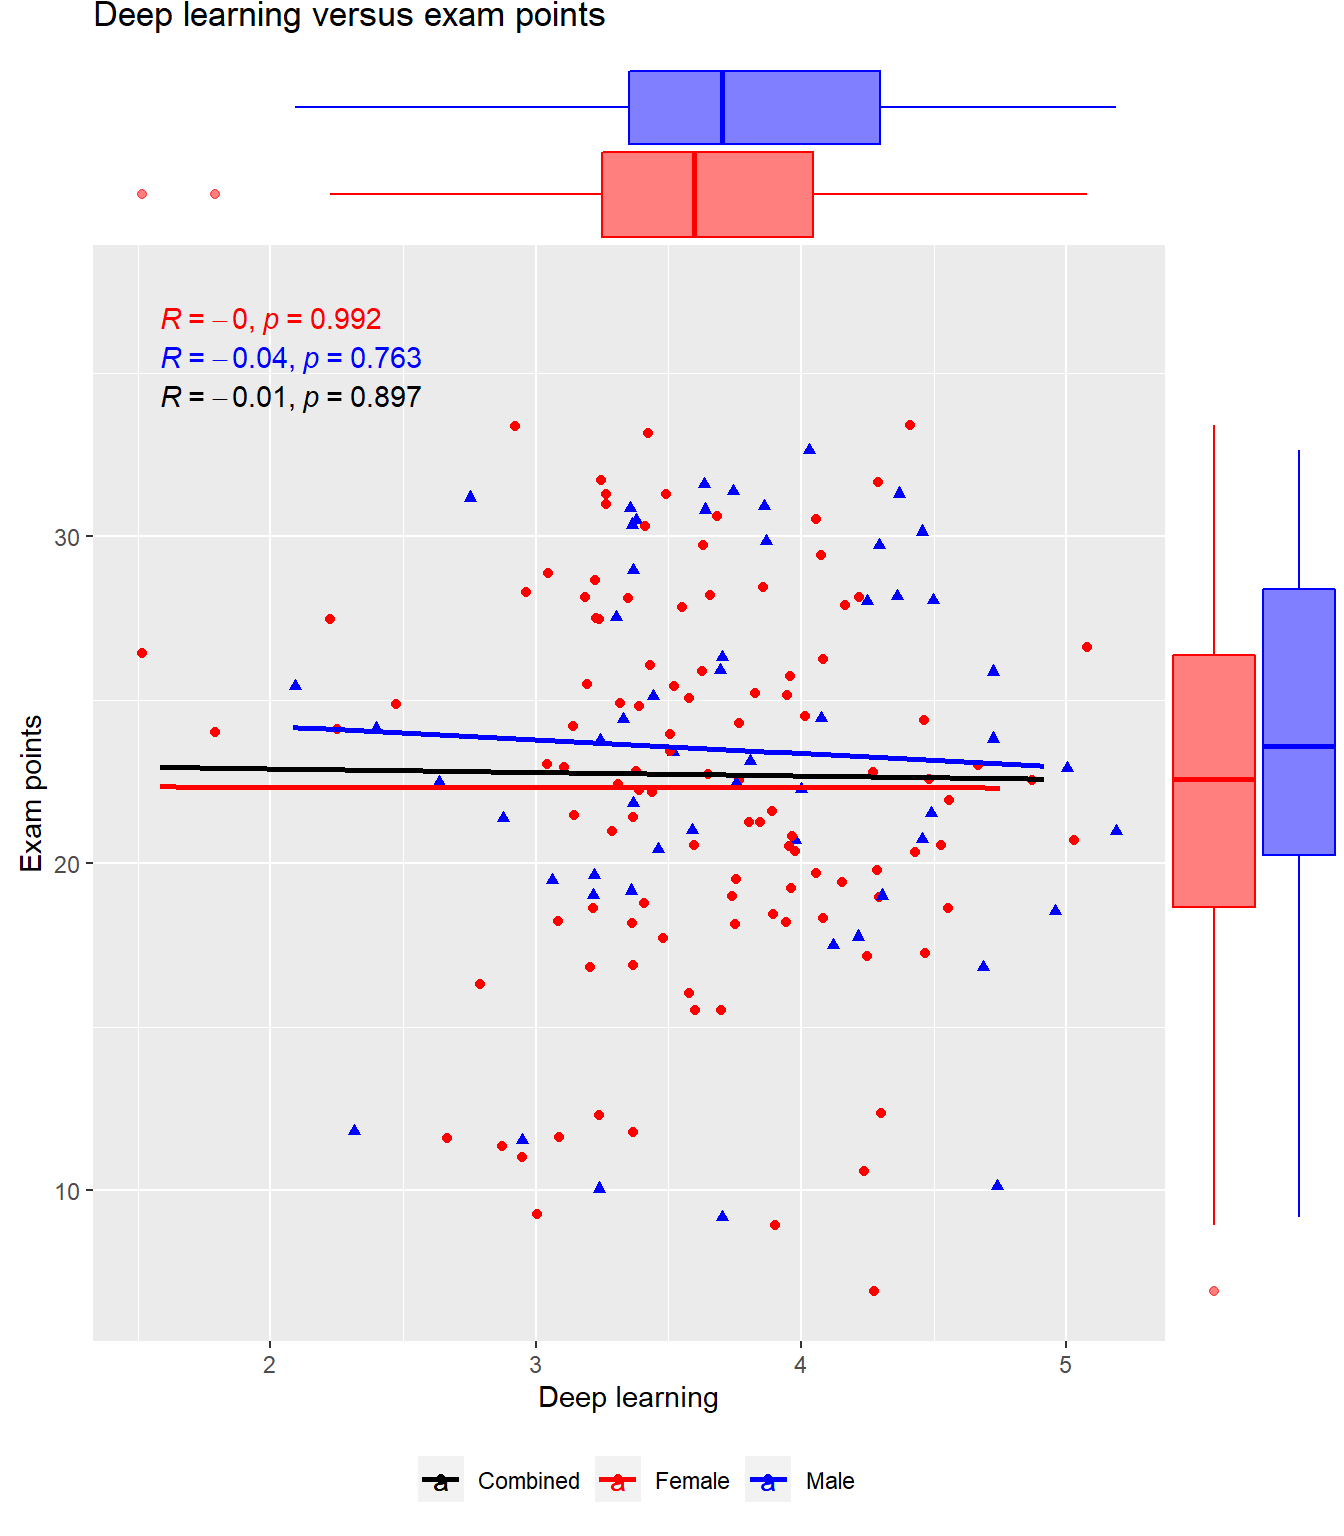 Deep learning versus exam points
R = −0, p = 0.992
R = −0.04, p = 0.763
R = −0.01, p = 0.897
30
20
10
Exam points
2 3 4 5
Deep learning
a Combined a Female a Male